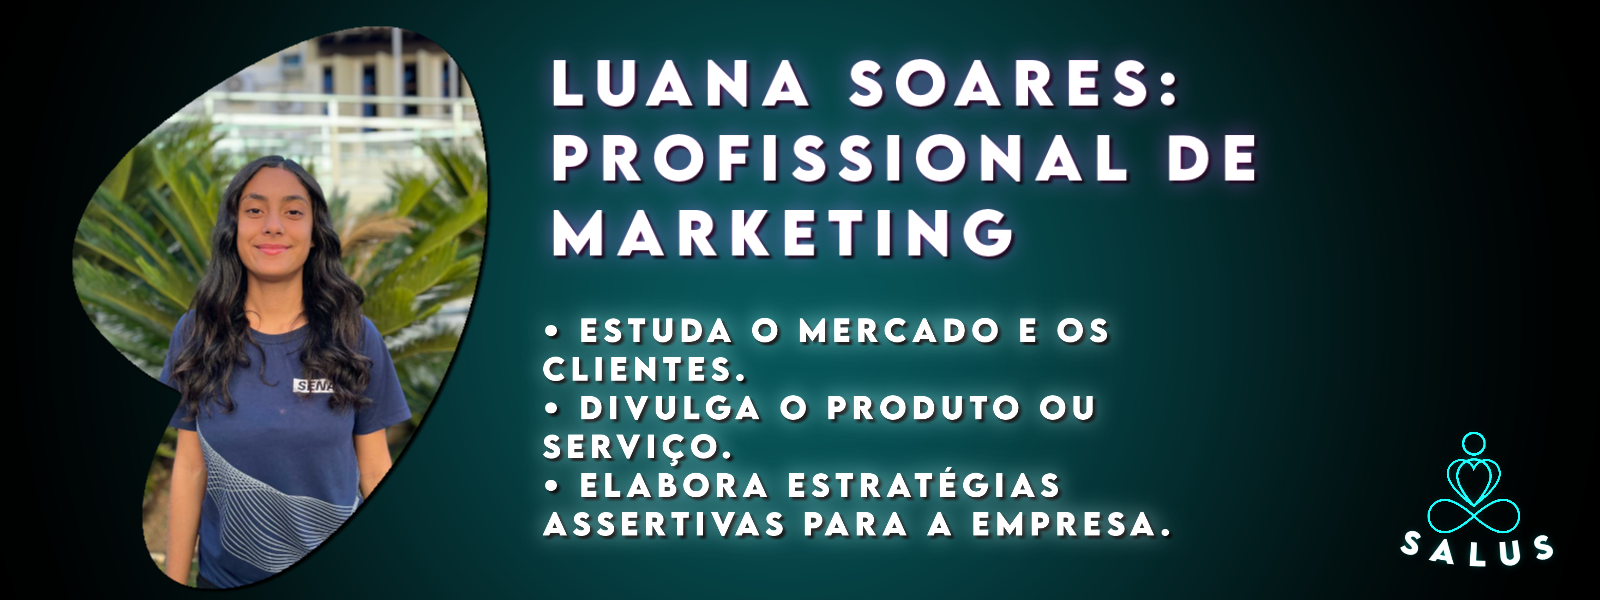 LUANA SOARES:
PROFISSIONAL DE
MARKETING
• ESTUDA O MERCADO E OS
CLIENTES.
• DIVULGA O PRODUTO OU
SERVIÇO.
• ELABORA ESTRATÉGIAS
ASSERTIVAS PARA A EMPRESA.
SENA
SALUS